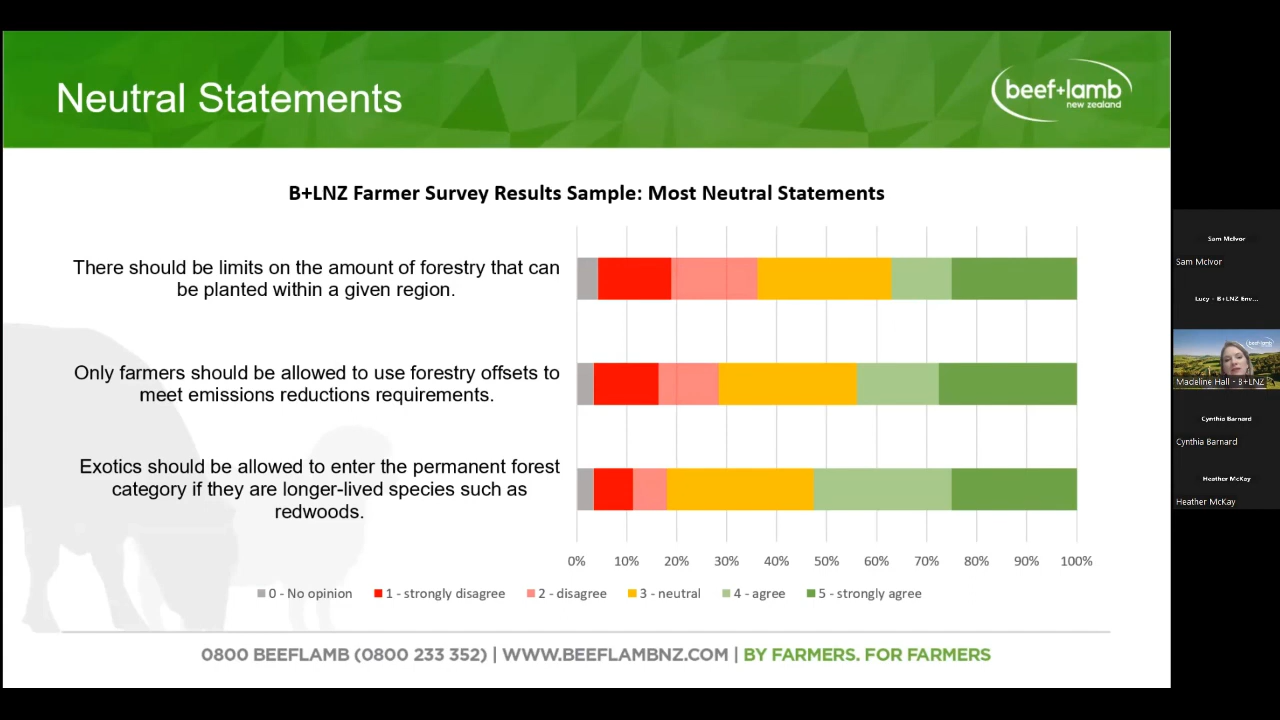 Neutral Statements
beef+lamb
new zealand
B+LNZ Farmer Survey Results Sample: Most Neutral Statements
There should be limits on the amount of forestry that can
be planted within a given region.
Only farmers should be allowed to use forestry offsets to
meet emissions reductions requirements.
Exotics should be allowed to enter the permanent forest
category if they are longer-lived species such as
redwoods.
0% 10% 20% 30% 40% 50% 60% 70% 80% 90% 100%
0 - No opinion 1 - strongly disagree 2 - disagree 3 - neutral 4 - agree 5 - strongly agree
0800 BEEFLAMB (0800 233 352) | WWW.BEEFLAMBNZ.COM | BY FARMERS. FOR FARMERS
Sam McIvor
Sam McIvor
Lucy - B+LNZ Env...
beef+lamb
Madeline Hall - B+LNZ
Cynthia Barnard
Cynthia Barnard
Heather McKay
Heather McKay